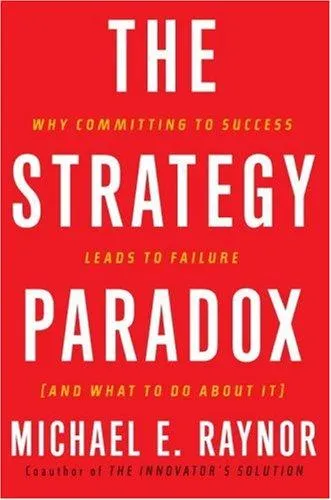 THE
WHY COMMITTING TO SUCCESS
STRATEGY
LEADS TO FAILURE
PARADOX
[AND WHAT TO DO ABOUT IT]
MICHAEL E. RAYNOR
Coauthor of THE INNOVATOR'S SOLUTION